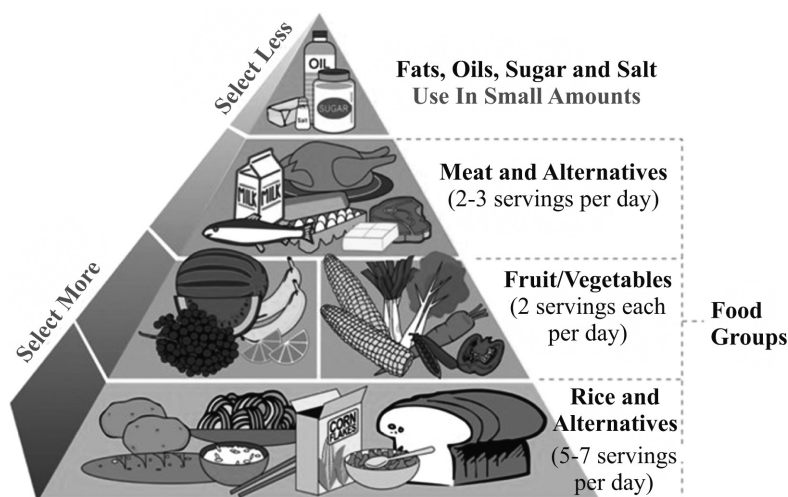 Select Less
OIL
SUGAR
Salt
Fats, Oils, Sugar and Salt
Use In Small Amounts
MILK MILK
Meat and Alternatives
(2-3 servings per day)
Select More
Fruit/Vegetables
(2 servings each
per day)
Food
Groups
CORN
FLAKES
Rice and
Alternatives
(5-7 servings
per day)